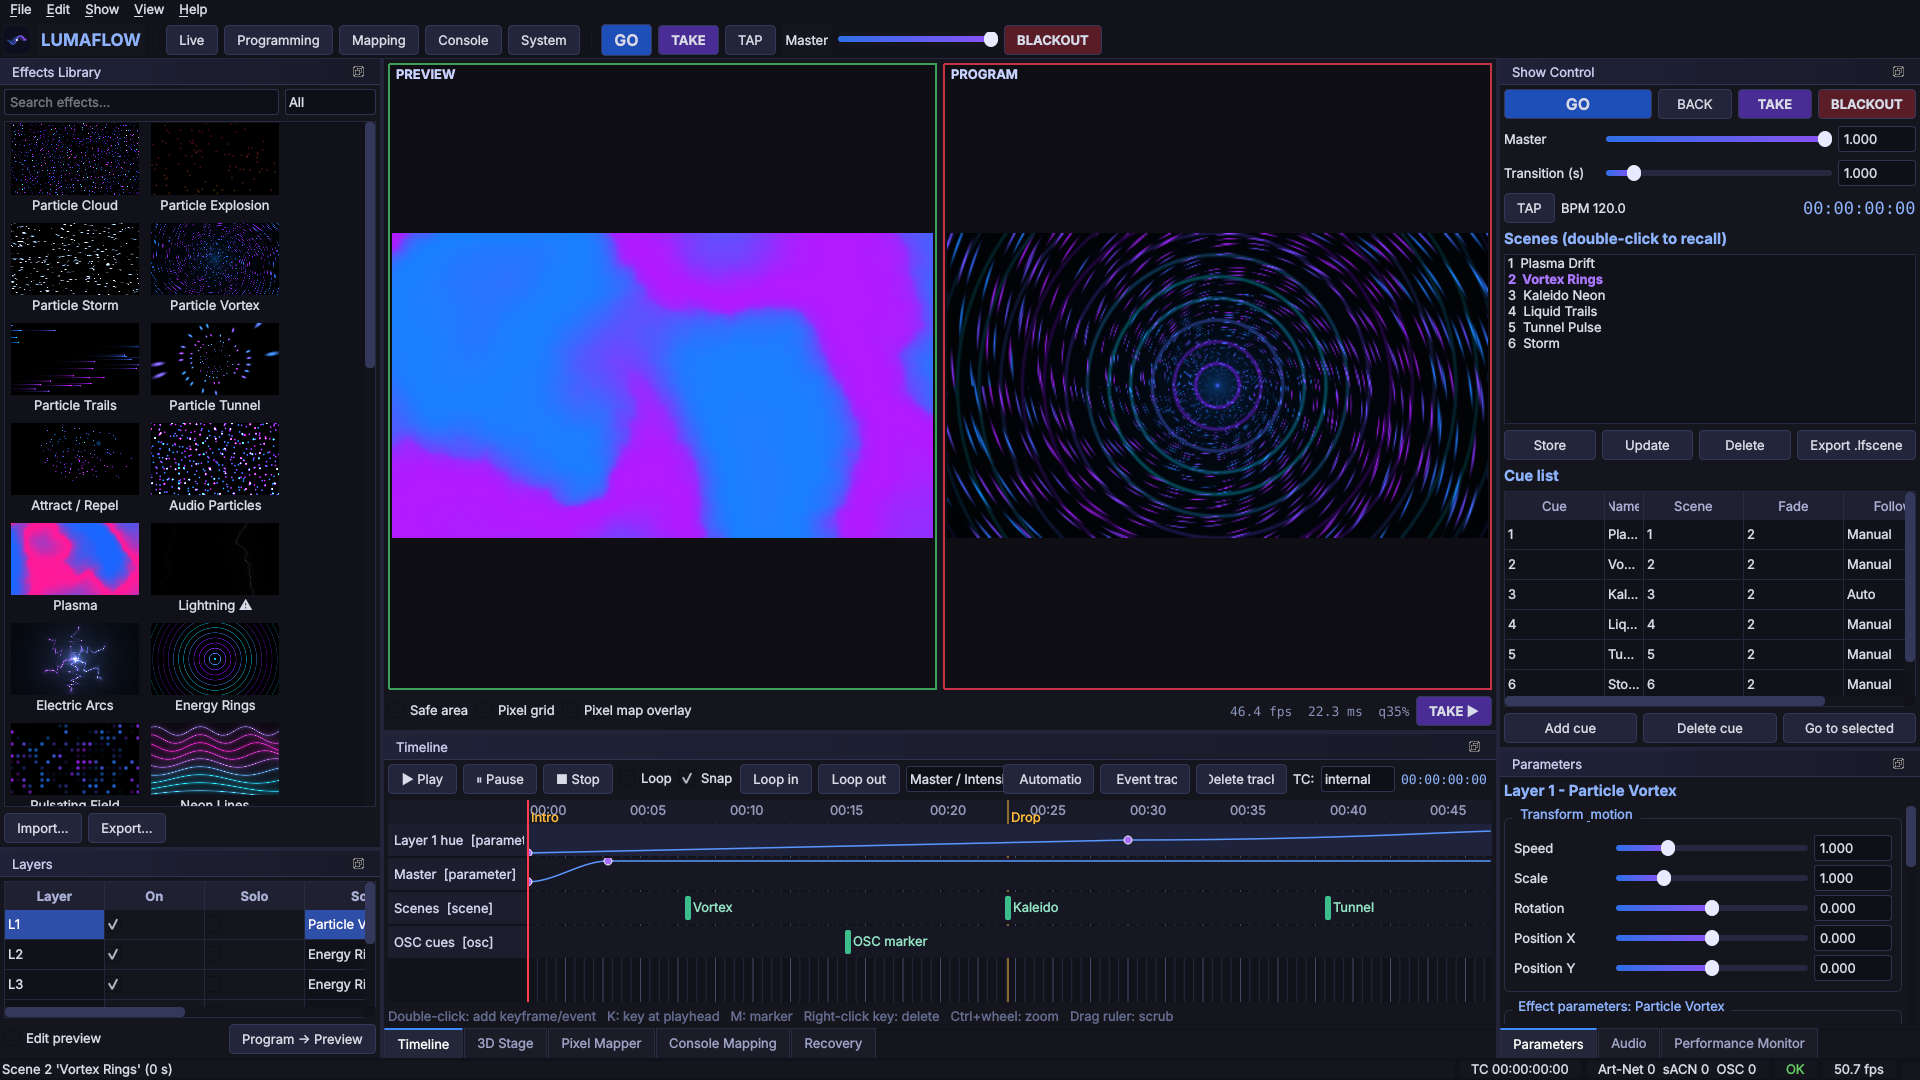 File Edit Show View Help
LUMAFLOW Live Programming Mapping Console System GO TAKE TAP Master BLACKOUT
Effects Library
Search effects... All
Particle Cloud Particle Explosion
Particle Storm Particle Vortex
Particle Trails Particle Tunnel
Attract / Repel Audio Particles
Plasma Lightning ⚠
Electric Arcs Energy Rings
Pulsating Field Neon Lines
Import... Export...
Layers
Layer On Solo Sc
L1 ✓ Particle V
L2 ✓ Energy Ri
L3 ✓ Energy Ri
Edit preview Program → Preview
PREVIEW
PROGRAM
Safe area Pixel grid Pixel map overlay 46.4 fps 22.3 ms q35% TAKE ▶
Timeline
▶ Play ⏸ Pause ■ Stop Loop ✓ Snap Loop in Loop out Master / Intensi Automatio Event trac Delete tracl TC: internal 00:00:00:00
00:00 00:05 00:10 00:15 00:20 00:25 00:30 00:35 00:40 00:45
Intro Drop
Layer 1 hue [paramet
Master [parameter]
Scenes [scene] Vortex Kaleido Tunnel
OSC cues [osc] OSC marker
Double-click: add keyframe/event K: key at playhead M: marker Right-click key: delete Ctrl+wheel: zoom Drag ruler: scrub
Timeline 3D Stage Pixel Mapper Console Mapping Recovery
Show Control
GO BACK TAKE BLACKOUT
Master 1.000
Transition (s) 1.000
TAP BPM 120.0 00:00:00:00
Scenes (double-click to recall)
1 Plasma Drift
2 Vortex Rings
3 Kaleido Neon
4 Liquid Trails
5 Tunnel Pulse
6 Storm
Store Update Delete Export .lfscene
Cue list
Cue Name Scene Fade Follo
1 Pla... 1 2 Manual
2 Vo... 2 2 Manual
3 Kal... 3 2 Auto
4 Liq... 4 2 Manual
5 Tu... 5 2 Manual
6 Sto... 6 2 Manual
Add cue Delete cue Go to selected
Parameters
Layer 1 - Particle Vortex
Transform _motion
Speed 1.000
Scale 1.000
Rotation 0.000
Position X 0.000
Position Y 0.000
Effect parameters: Particle Vortex
Parameters Audio Performance Monitor
Scene 2 'Vortex Rings' (0 s) TC 00:00:00:00 Art-Net 0 sACN 0 OSC 0 OK 50.7 fps